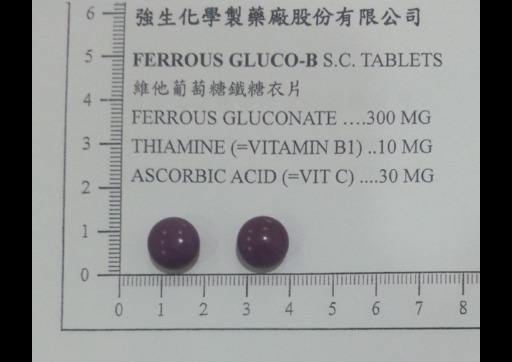 強生化學製藥廠股份有限公司
FERROUS GLUCO-B S.C. TABLETS
維他葡萄糖鐵糖衣片
FERROUS GLUCONATE ....300 MG
THIAMINE (=VITAMIN B1) ..10 MG
ASCORBIC ACID (=VIT C) ....30 MG
6
5
4
3
2
1
0
0 1 2 3 4 5 6 7 8